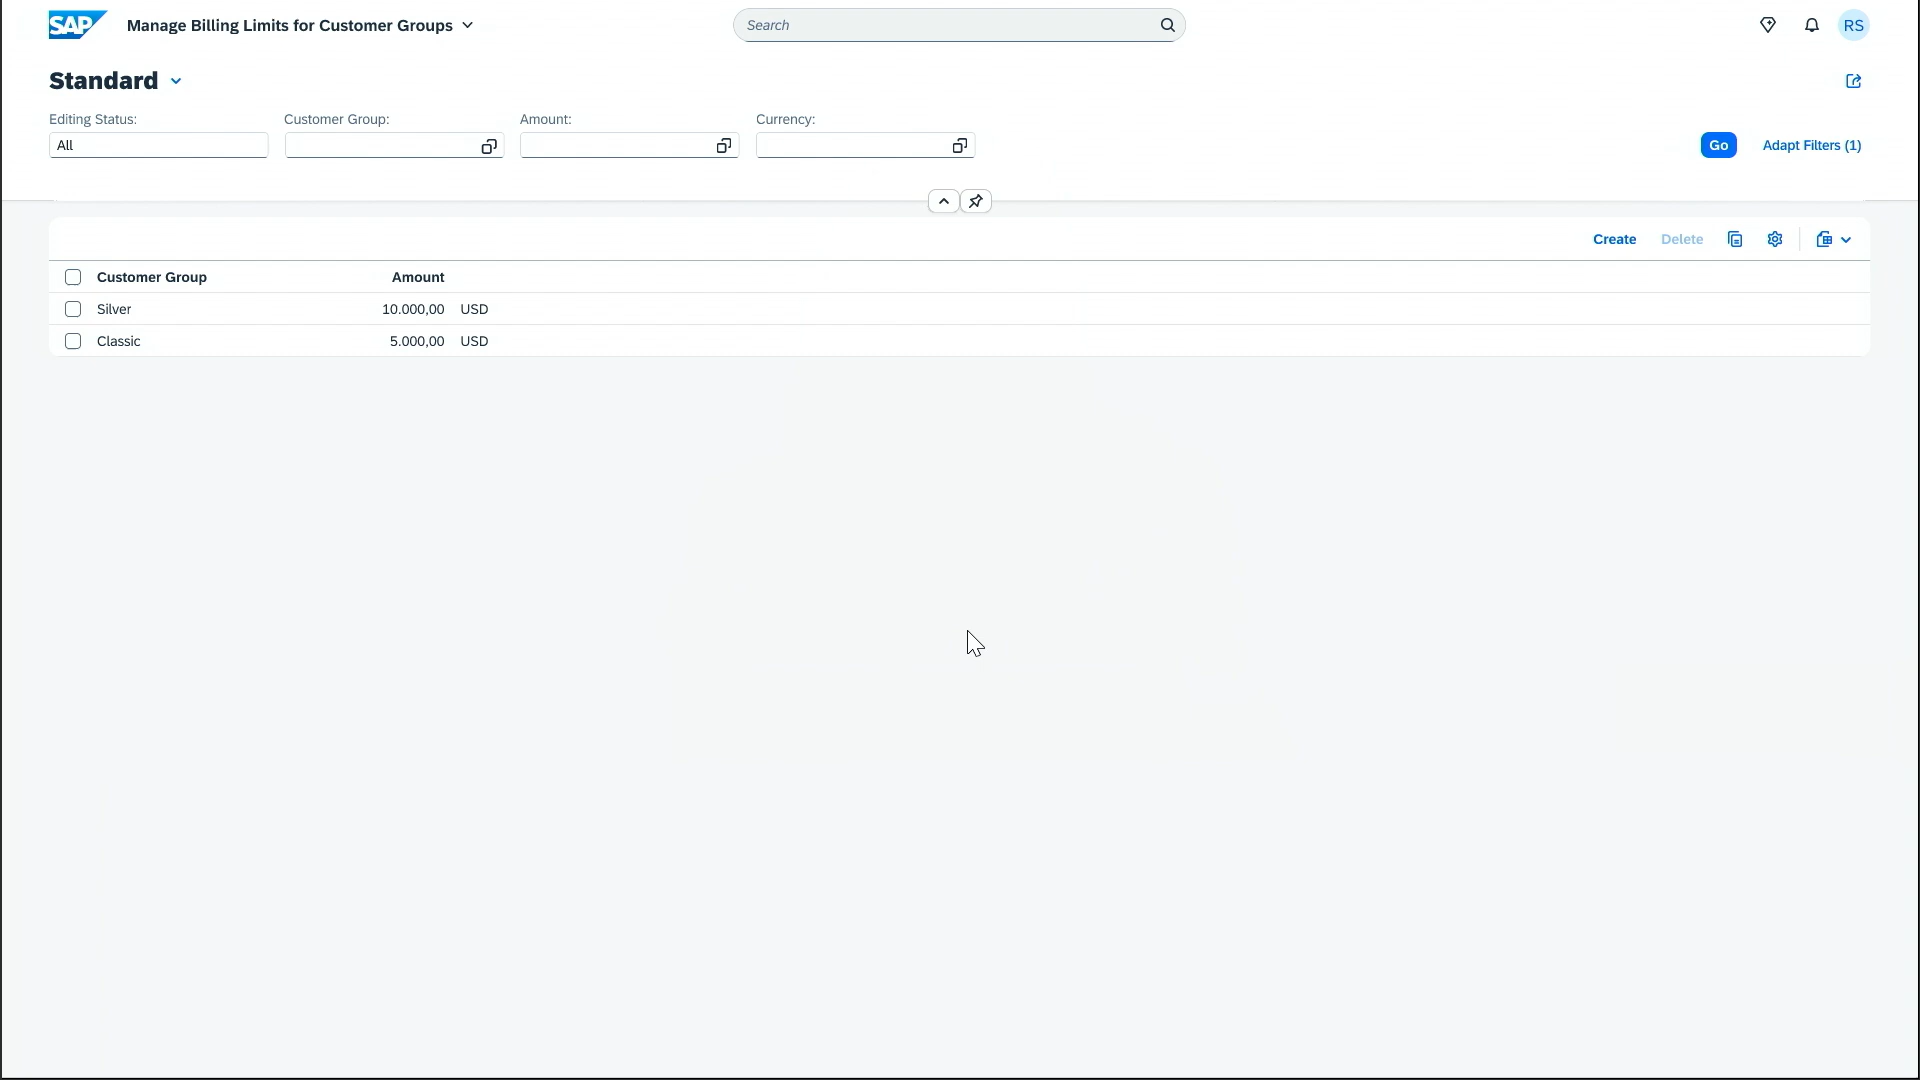 SAP Manage Billing Limits for Customer Groups Search RS
Standard
Editing Status: Customer Group: Amount: Currency:
All Go Adapt Filters (1)
Create Delete
Customer Group Amount
Silver 10.000,00 USD
Classic 5.000,00 USD